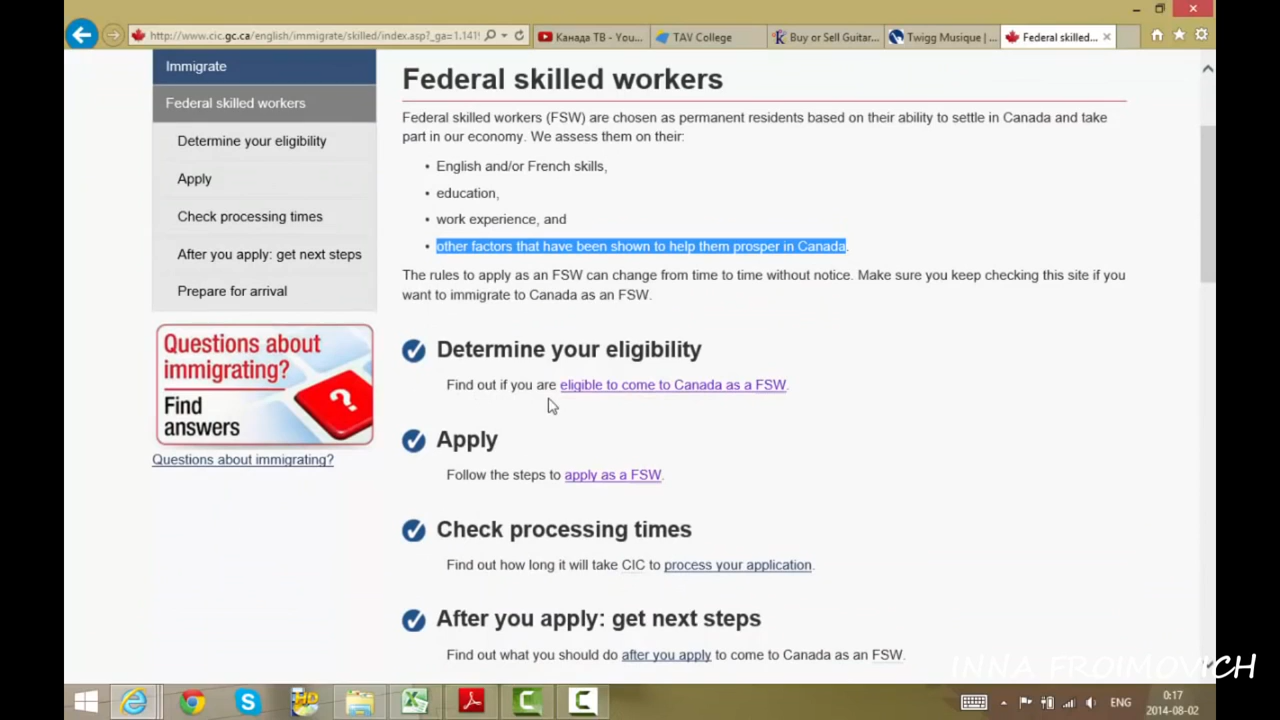 http://www.cic.gc.ca/english/immigrate/skilled/index.asp?_ga=1.141
Канада ТВ - You...
TAV College
Buy or Sell Guitar...
Twigg Musique | ...
Federal skilled...
Immigrate
Federal skilled workers
Determine your eligibility
Apply
Check processing times
After you apply: get next steps
Prepare for arrival
Questions about
immigrating?
Find
answers
?
Questions about immigrating?
Federal skilled workers
Federal skilled workers (FSW) are chosen as permanent residents based on their ability to settle in Canada and take
part in our economy. We assess them on their:
• English and/or French skills,
• education,
• work experience, and
• other factors that have been shown to help them prosper in Canada.
The rules to apply as an FSW can change from time to time without notice. Make sure you keep checking this site if you
want to immigrate to Canada as an FSW.
Determine your eligibility
Find out if you are eligible to come to Canada as a FSW.
Apply
Follow the steps to apply as a FSW.
Check processing times
Find out how long it will take CIC to process your application.
After you apply: get next steps
Find out what you should do after you apply to come to Canada as an FSW.
INNA FROIMOVICH
ENG
0:17
2014-08-02